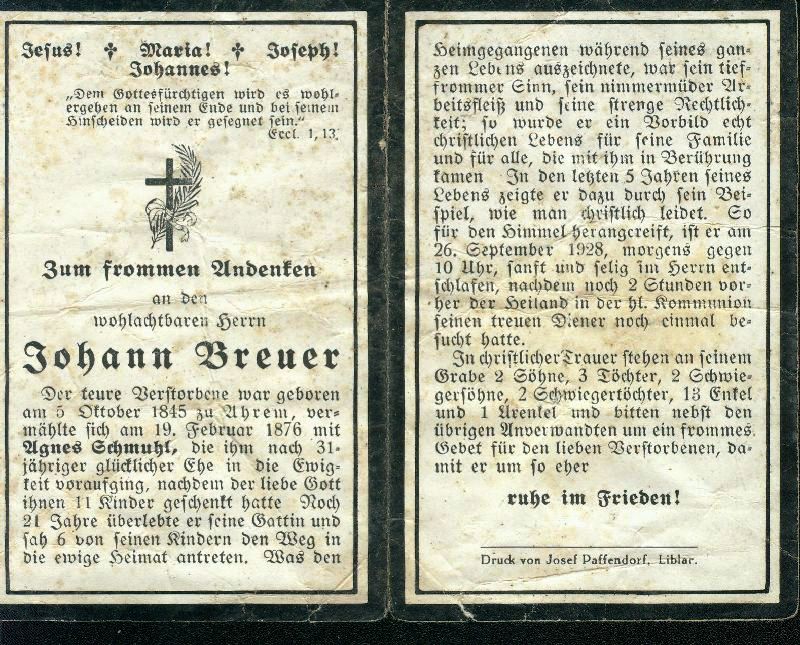 Jesus! ✝ Maria! ✝ Joseph!
Johannes!
„Dem Gottesfürchtigen wird es wohl-
ergehen an seinem Ende und bei seinem
Hinscheiden wird er gesegnet sein.“
Eccl. 1, 13.
Zum frommen Andenken
an den
wohlachtbaren Herrn
Johann Breuer
Der teure Verstorbene war geboren
am 5 Oktober 1845 zu Ahrem, ver-
mählte sich am 19. Februar 1876 mit
Agnes Schmuhl, die ihm nach 31-
jähriger glücklicher Ehe in die Ewig-
keit voraufging, nachdem der liebe Gott
ihnen 11 Kinder geschenkt hatte Noch
21 Jahre überlebte er seine Gattin und
sah 6 von seinen Kindern den Weg in
die ewige Heimat antreten. Was den
Heimgegangenen während seines gan-
zen Lebens auszeichnete, war sein tief-
frommer Sinn, sein nimmermüder Ar-
beitsfleiß und seine strenge Rechtlich-
keit; so wurde er ein Vorbild echt
christlichen Lebens für seine Familie
und für alle, die mit ihm in Berührung
kamen In den letzten 5 Jahren seines
Lebens zeigte er dazu durch sein Bei-
spiel, wie man christlich leidet. So
für den Himmel herangereift, ist er am
26. September 1928, morgens gegen
10 Uhr, sanft und selig im Herrn ent-
schlafen, nachdem noch 2 Stunden vor-
her der Heiland in der hl. Kommunion
seinen treuen Diener noch einmal be-
sucht hatte.
In christlicher Trauer stehen an seinem
Grabe 2 Söhne, 3 Töchter, 2 Schwie-
gersöhne, 2 Schwiegertöchter, 13 Enkel
und 1 Urenkel und bitten nebst den
übrigen Anverwandten um ein frommes
Gebet für den lieben Verstorbenen, da-
mit er um so eher
ruhe im Frieden!
Druck von Josef Paffendorf, Liblar.